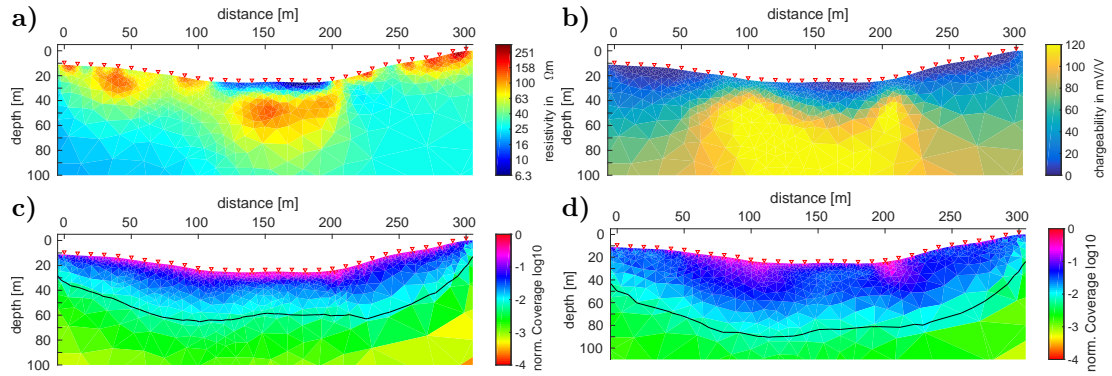 a)
distance [m]
0 50 100 150 200 250 300
depth [m]
0
20
40
60
80
100
251
158
100
63
40
25
16
10
6.3
resistivity in Ωm
b)
distance [m]
0 50 100 150 200 250 300
depth [m]
0
20
40
60
80
100
120
100
80
60
40
20
0
chargeability in mV/V
c)
distance [m]
0 50 100 150 200 250 300
depth [m]
0
20
40
60
80
100
0
-1
-2
-3
-4
norm. Coverage log10
d)
distance [m]
0 50 100 150 200 250 300
depth [m]
0
20
40
60
80
100
0
-1
-2
-3
-4
norm. Coverage log10